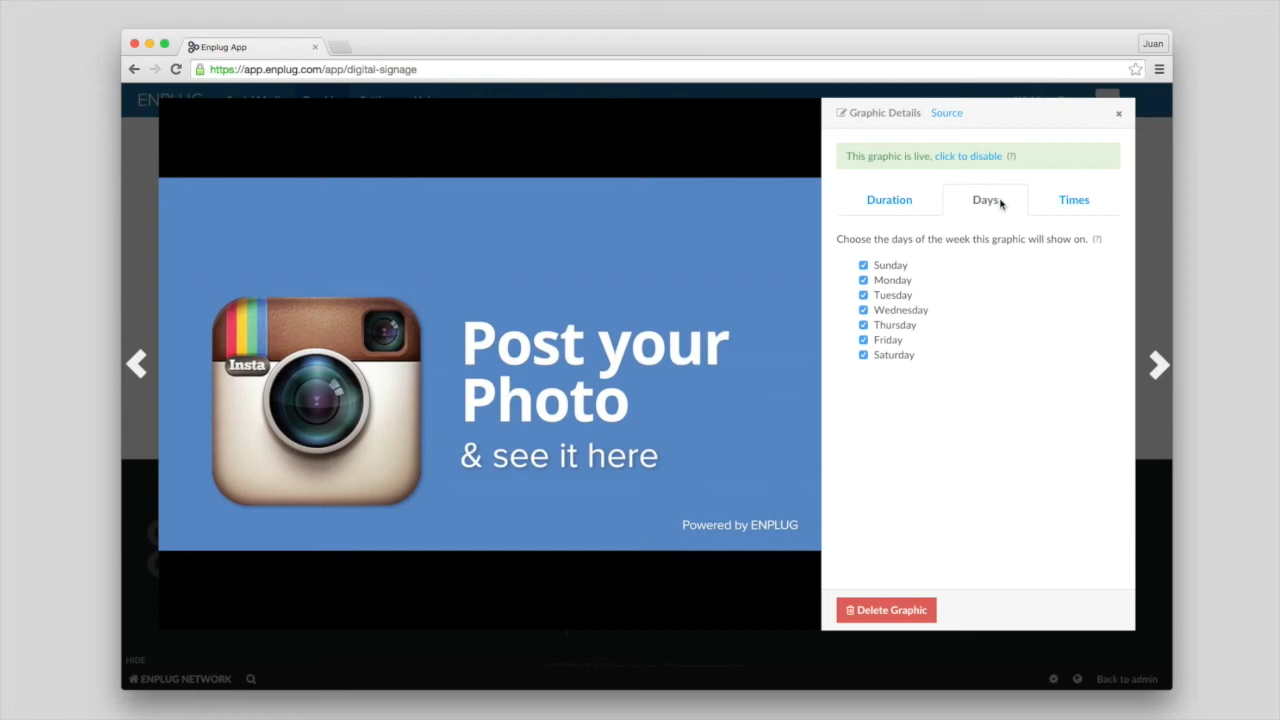 Enplug App
Juan
https://app.enplug.com/app/digital-signage
Graphic Details Source
This graphic is live, click to disable (?)
Duration Days Times
Choose the days of the week this graphic will show on. (?)
Sunday
Monday
Tuesday
Wednesday
Thursday
Friday
Saturday
Insta
Post your
Photo
& see it here
Powered by ENPLUG
Delete Graphic
HIDE
ENPLUG NETWORK
Back to admin